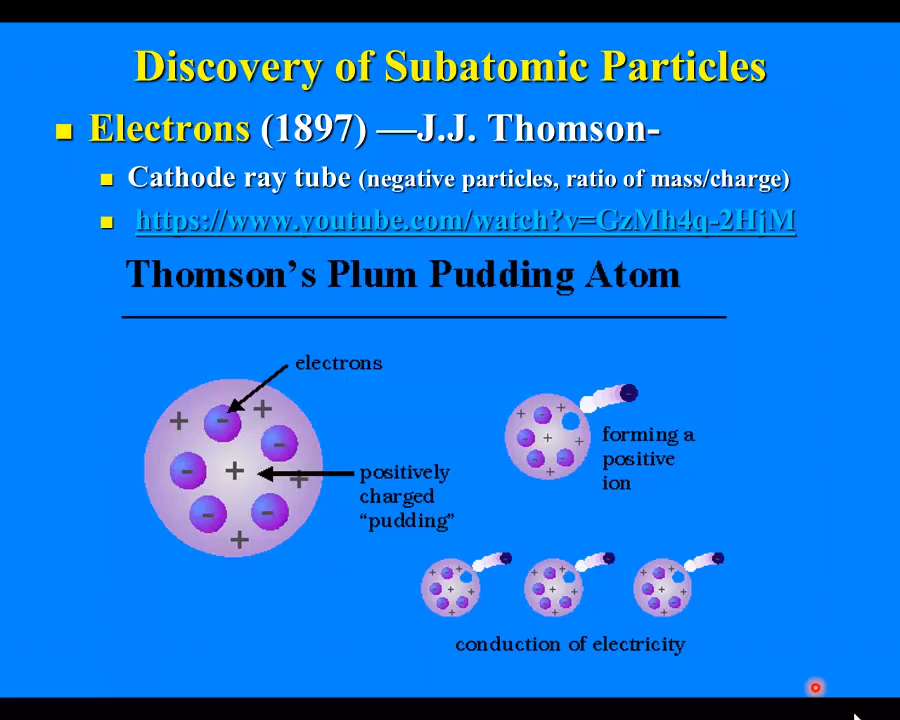 Discovery of Subatomic Particles
Electrons (1897) —J.J. Thomson-
Cathode ray tube (negative particles, ratio of mass/charge)
https://www.youtube.com/watch?v=GzMh4q-2HjM
Thomson's Plum Pudding Atom
electrons
positively
charged
“pudding”
forming a
positive
ion
conduction of electricity